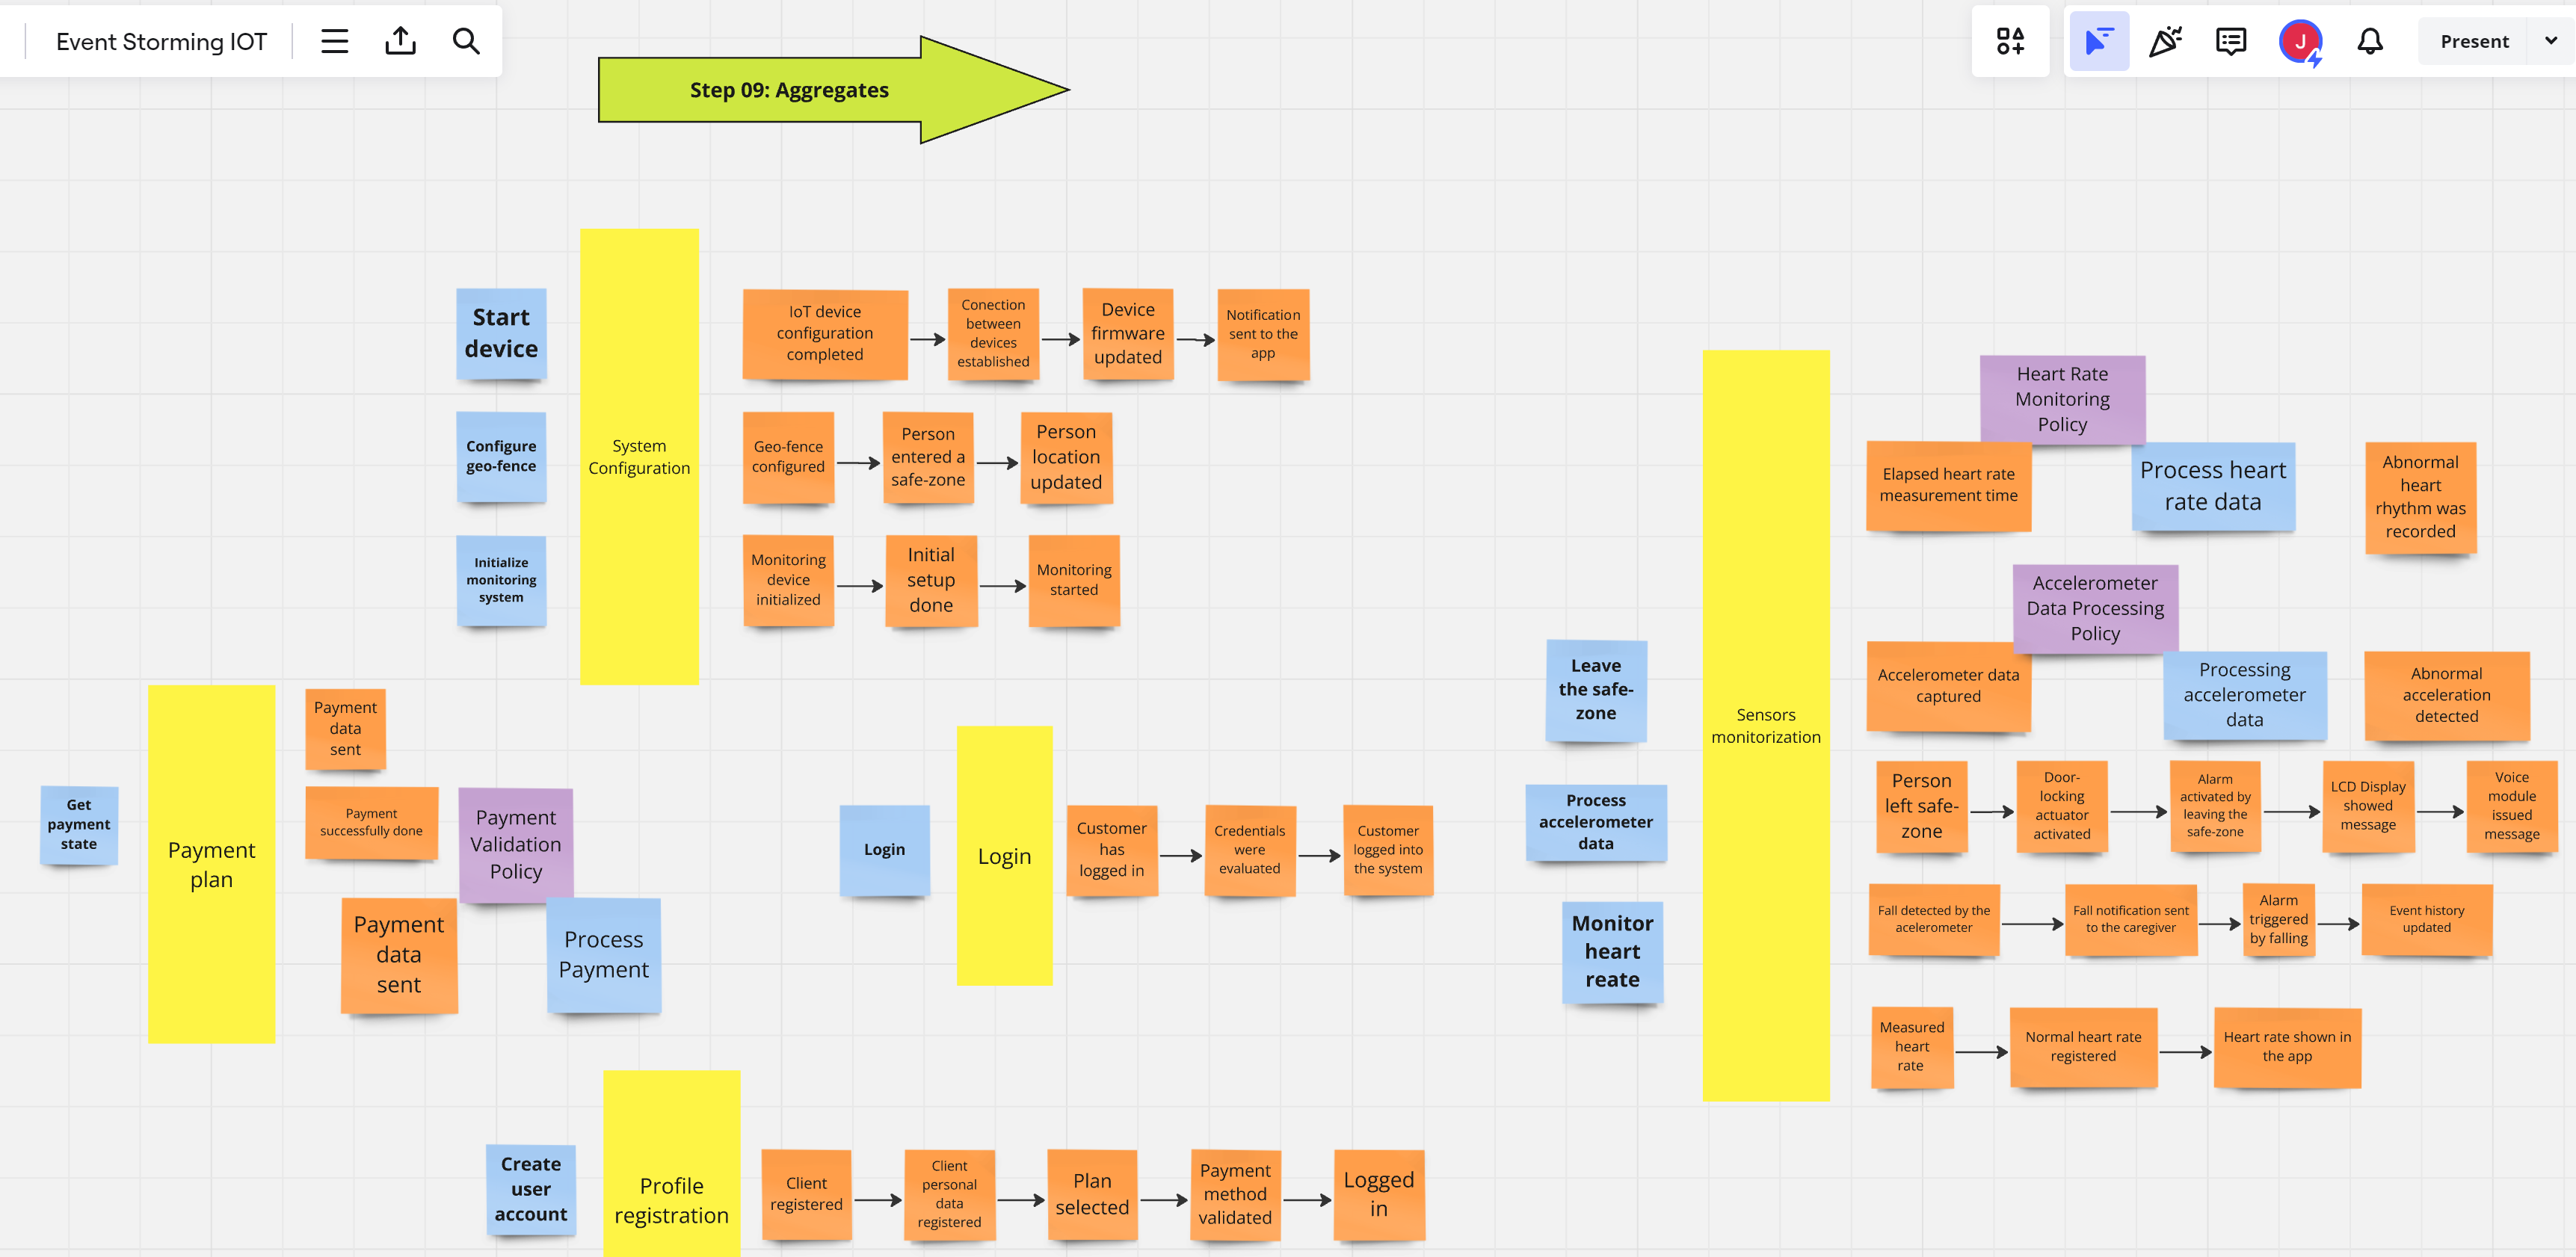 Event Storming IOT
J
Present
Step 09: Aggregates
Start
device
Configure
geo-fence
Initialize
monitoring
system
System
Configuration
IoT device
configuration
completed
Conection
between
devices
established
Device
firmware
updated
Notification
sent to the
app
Geo-fence
configured
Person
entered a
safe-zone
Person
location
updated
Monitoring
device
initialized
Initial
setup
done
Monitoring
started
Get
payment
state
Payment
plan
Payment
data
sent
Payment
successfully done
Payment
Validation
Policy
Payment
data
sent
Process
Payment
Login
Login
Customer
has
logged in
Credentials
were
evaluated
Customer
logged into
the system
Create
user
account
Profile
registration
Client
registered
Client
personal
data
registered
Plan
selected
Payment
method
validated
Logged
in
Leave
the safe-
zone
Process
accelerometer
data
Monitor
heart
reate
Sensors
monitorization
Heart Rate
Monitoring
Policy
Elapsed heart rate
measurement time
Process heart
rate data
Abnormal
heart
rhythm was
recorded
Accelerometer
Data Processing
Policy
Accelerometer data
captured
Processing
accelerometer
data
Abnormal
acceleration
detected
Person
left safe-
zone
Door-
locking
actuator
activated
Alarm
activated by
leaving the
safe-zone
LCD Display
showed
message
Voice
module
issued
message
Fall detected by the
acelerometer
Fall notification sent
to the caregiver
Alarm
triggered
by falling
Event history
updated
Measured
heart
rate
Normal heart rate
registered
Heart rate shown in
the app